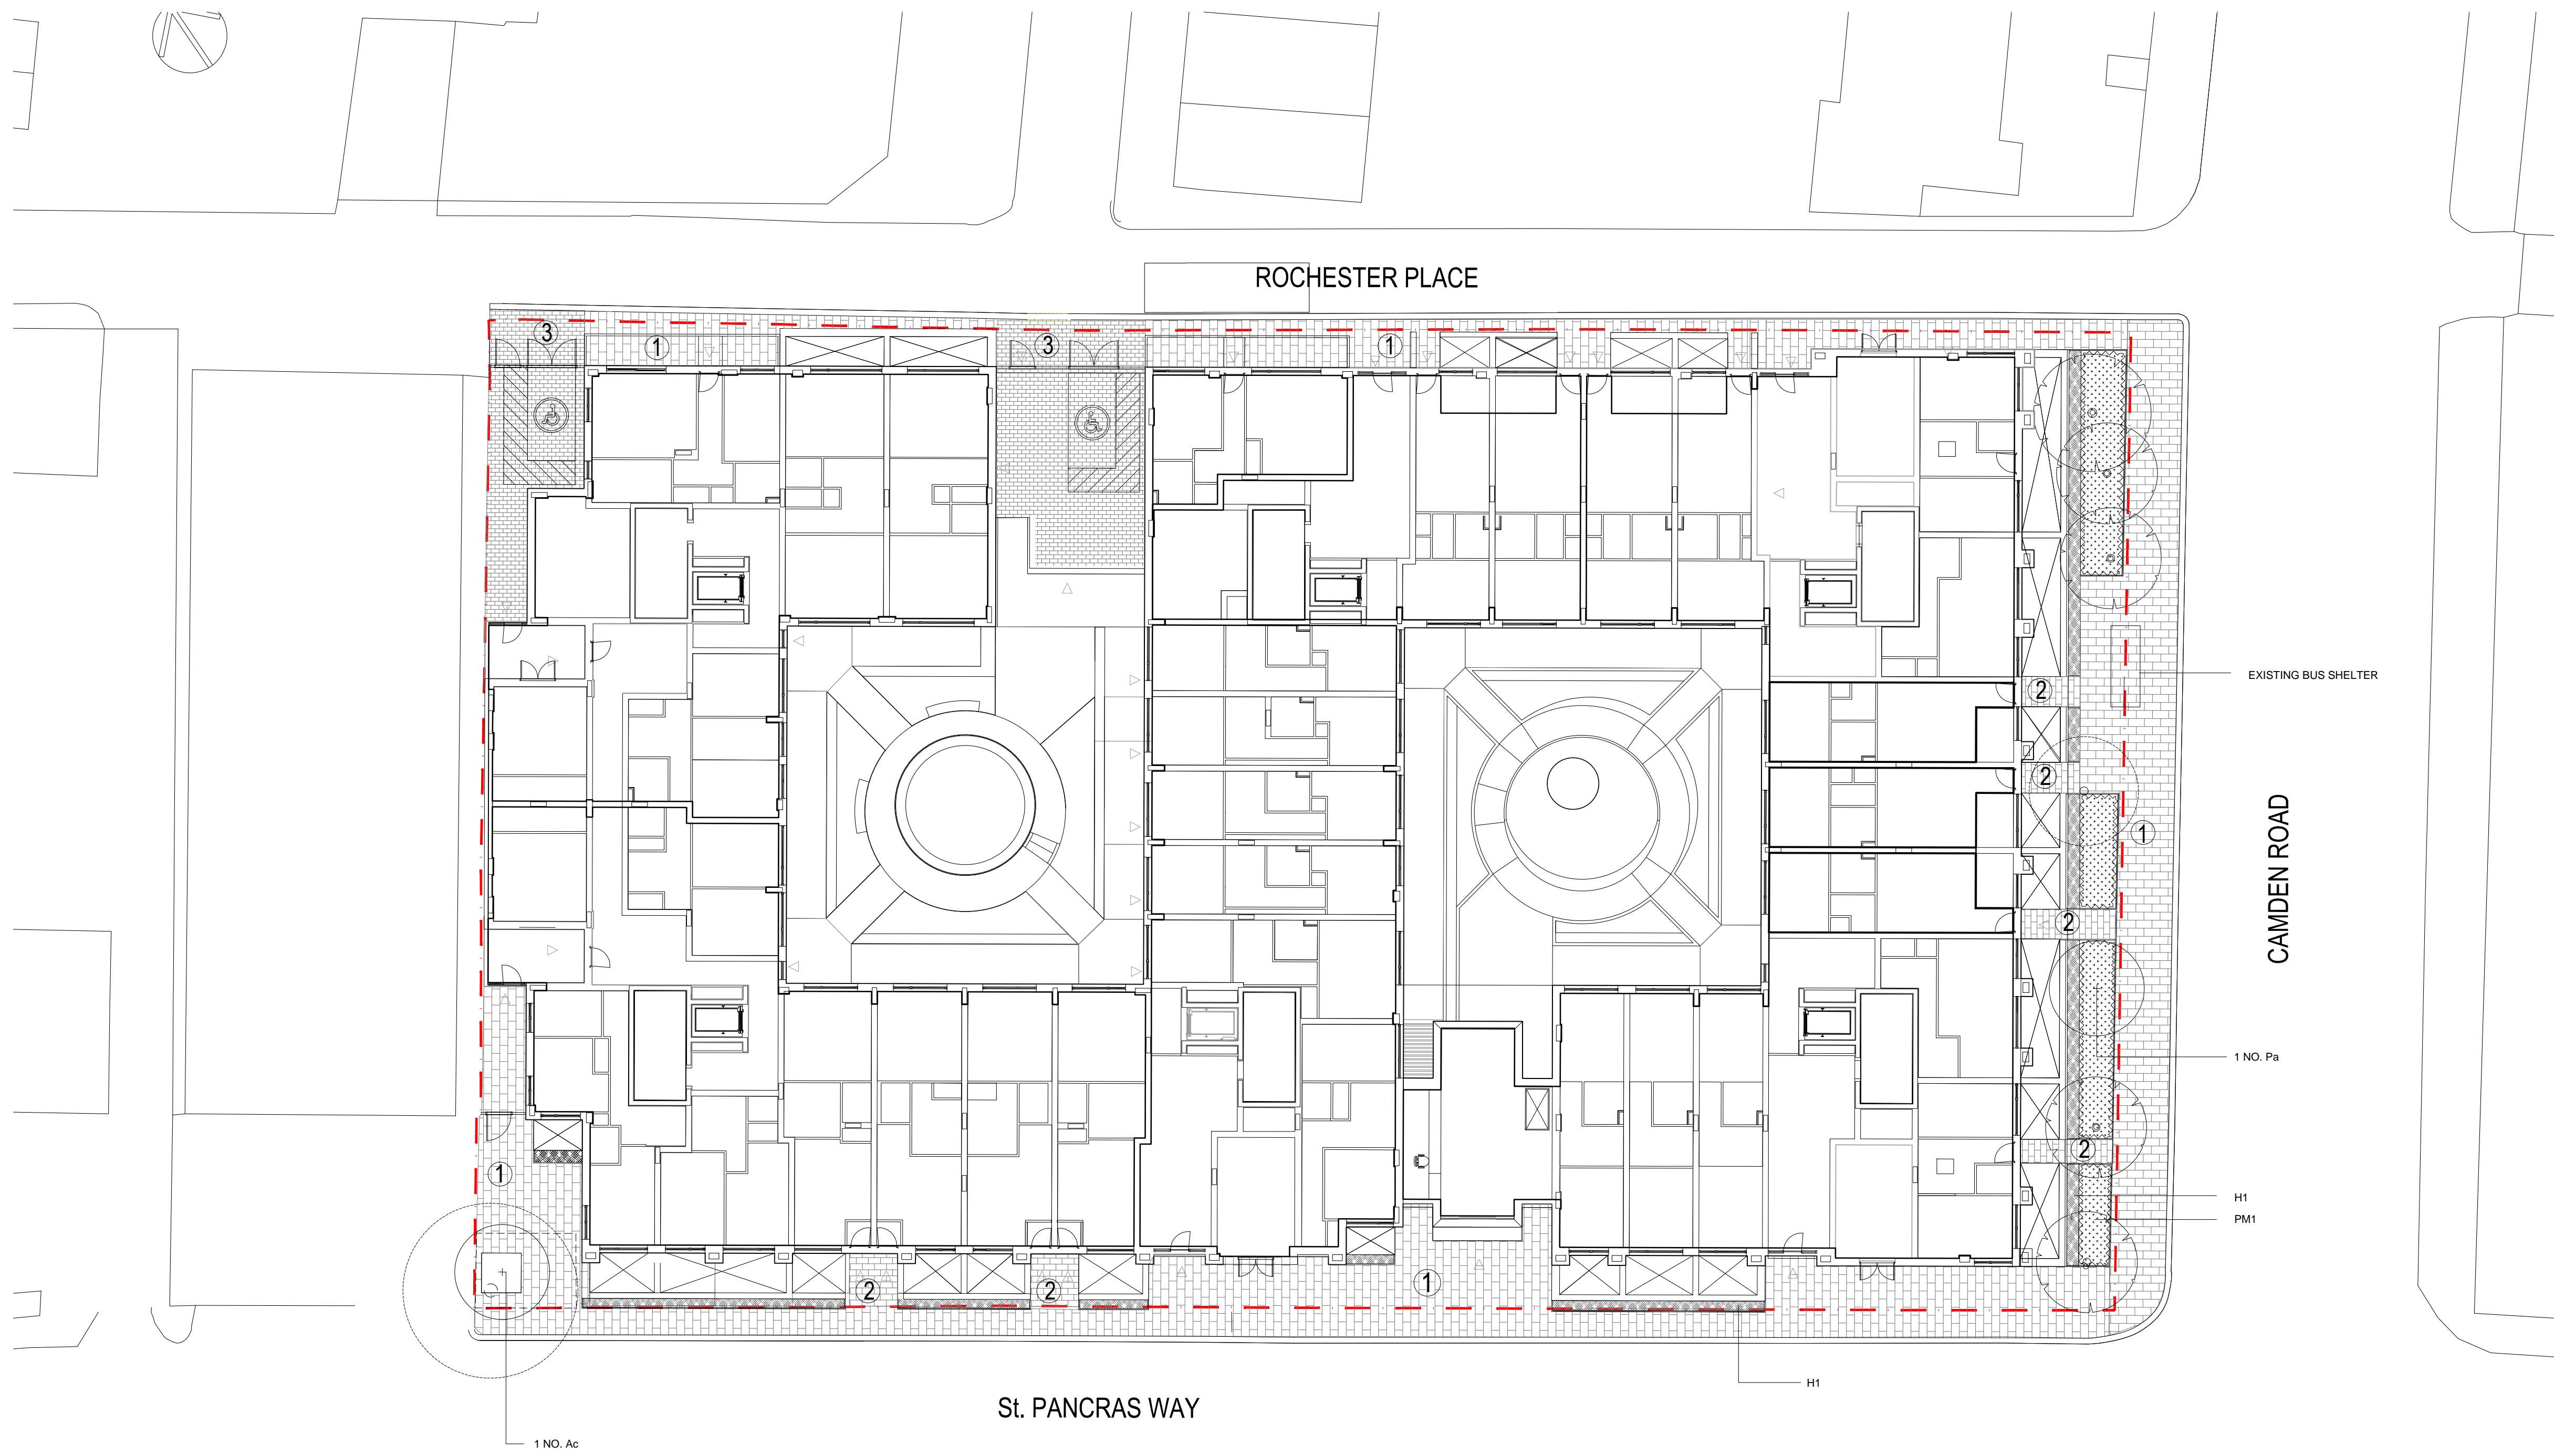 ROCHESTER PLACE
3
1
3
1
EXISTING BUS SHELTER
2
2
1
CAMDEN ROAD
2
1 NO. Pa
2
1
H1
PM1
2
2
1
H1
St. PANCRAS WAY
1 NO. Ac